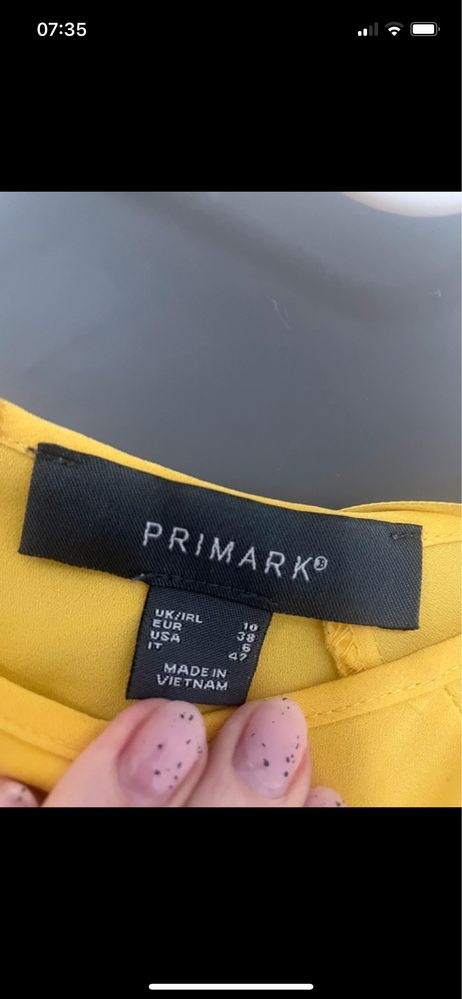 07:35
PRIMARK®
UK/IRL 10
EUR 38
USA 6
IT 42
MADE IN
VIETNAM